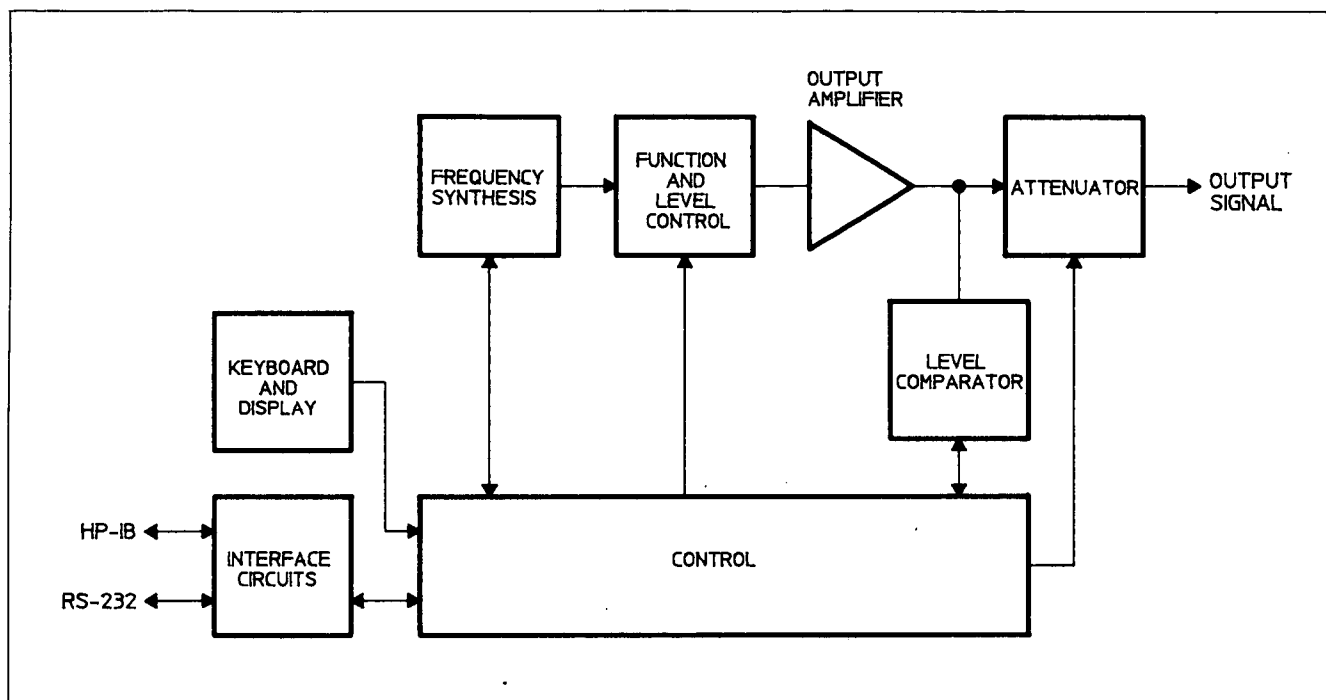 OUTPUT
AMPLIFIER
FREQUENCY
SYNTHESIS
FUNCTION
AND
LEVEL
CONTROL
ATTENUATOR
OUTPUT
SIGNAL
KEYBOARD
AND
DISPLAY
LEVEL
COMPARATOR
HP-IB
RS-232
INTERFACE
CIRCUITS
CONTROL